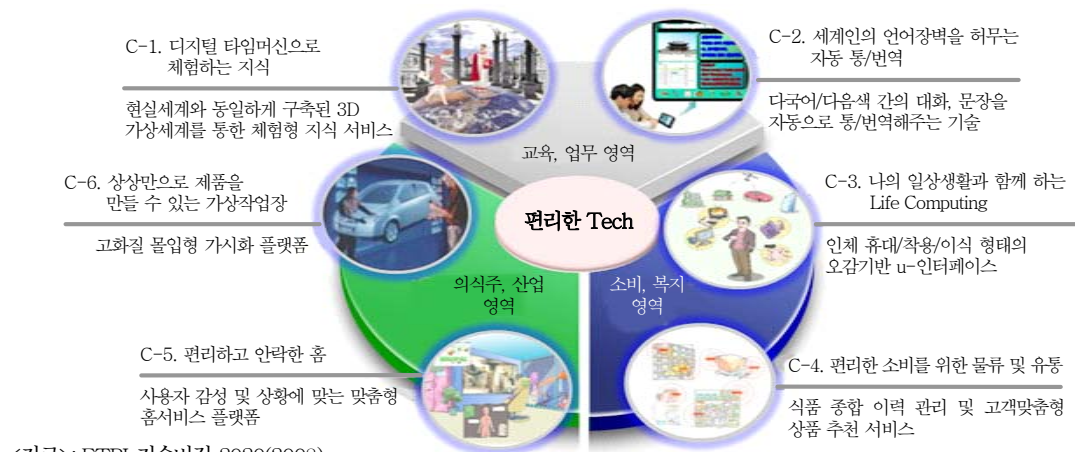 C-1. 디지털 타임머신으로
체험하는 지식
현실세계와 동일하게 구축된 3D
가상세계를 통한 체험형 지식 서비스
C-2. 세계인의 언어장벽을 허무는
자동 통/번역
다국어/다음색 간의 대화, 문장을
자동으로 통/번역해주는 기술
교육, 업무 영역
C-6. 상상만으로 제품을
만들 수 있는 가상작업장
고화질 몰입형 가시화 플랫폼
편리한 Tech
C-3. 나의 일상생활과 함께 하는
Life Computing
인체 휴대/착용/이식 형태의
오감기반 u-인터페이스
의식주, 산업
영역
소비, 복지
영역
C-5. 편리하고 안락한 홈
사용자 감성 및 상황에 맞는 맞춤형
홈서비스 플랫폼
C-4. 편리한 소비를 위한 물류 및 유통
식품 종합 이력 관리 및 고객맞춤형
상품 추천 서비스